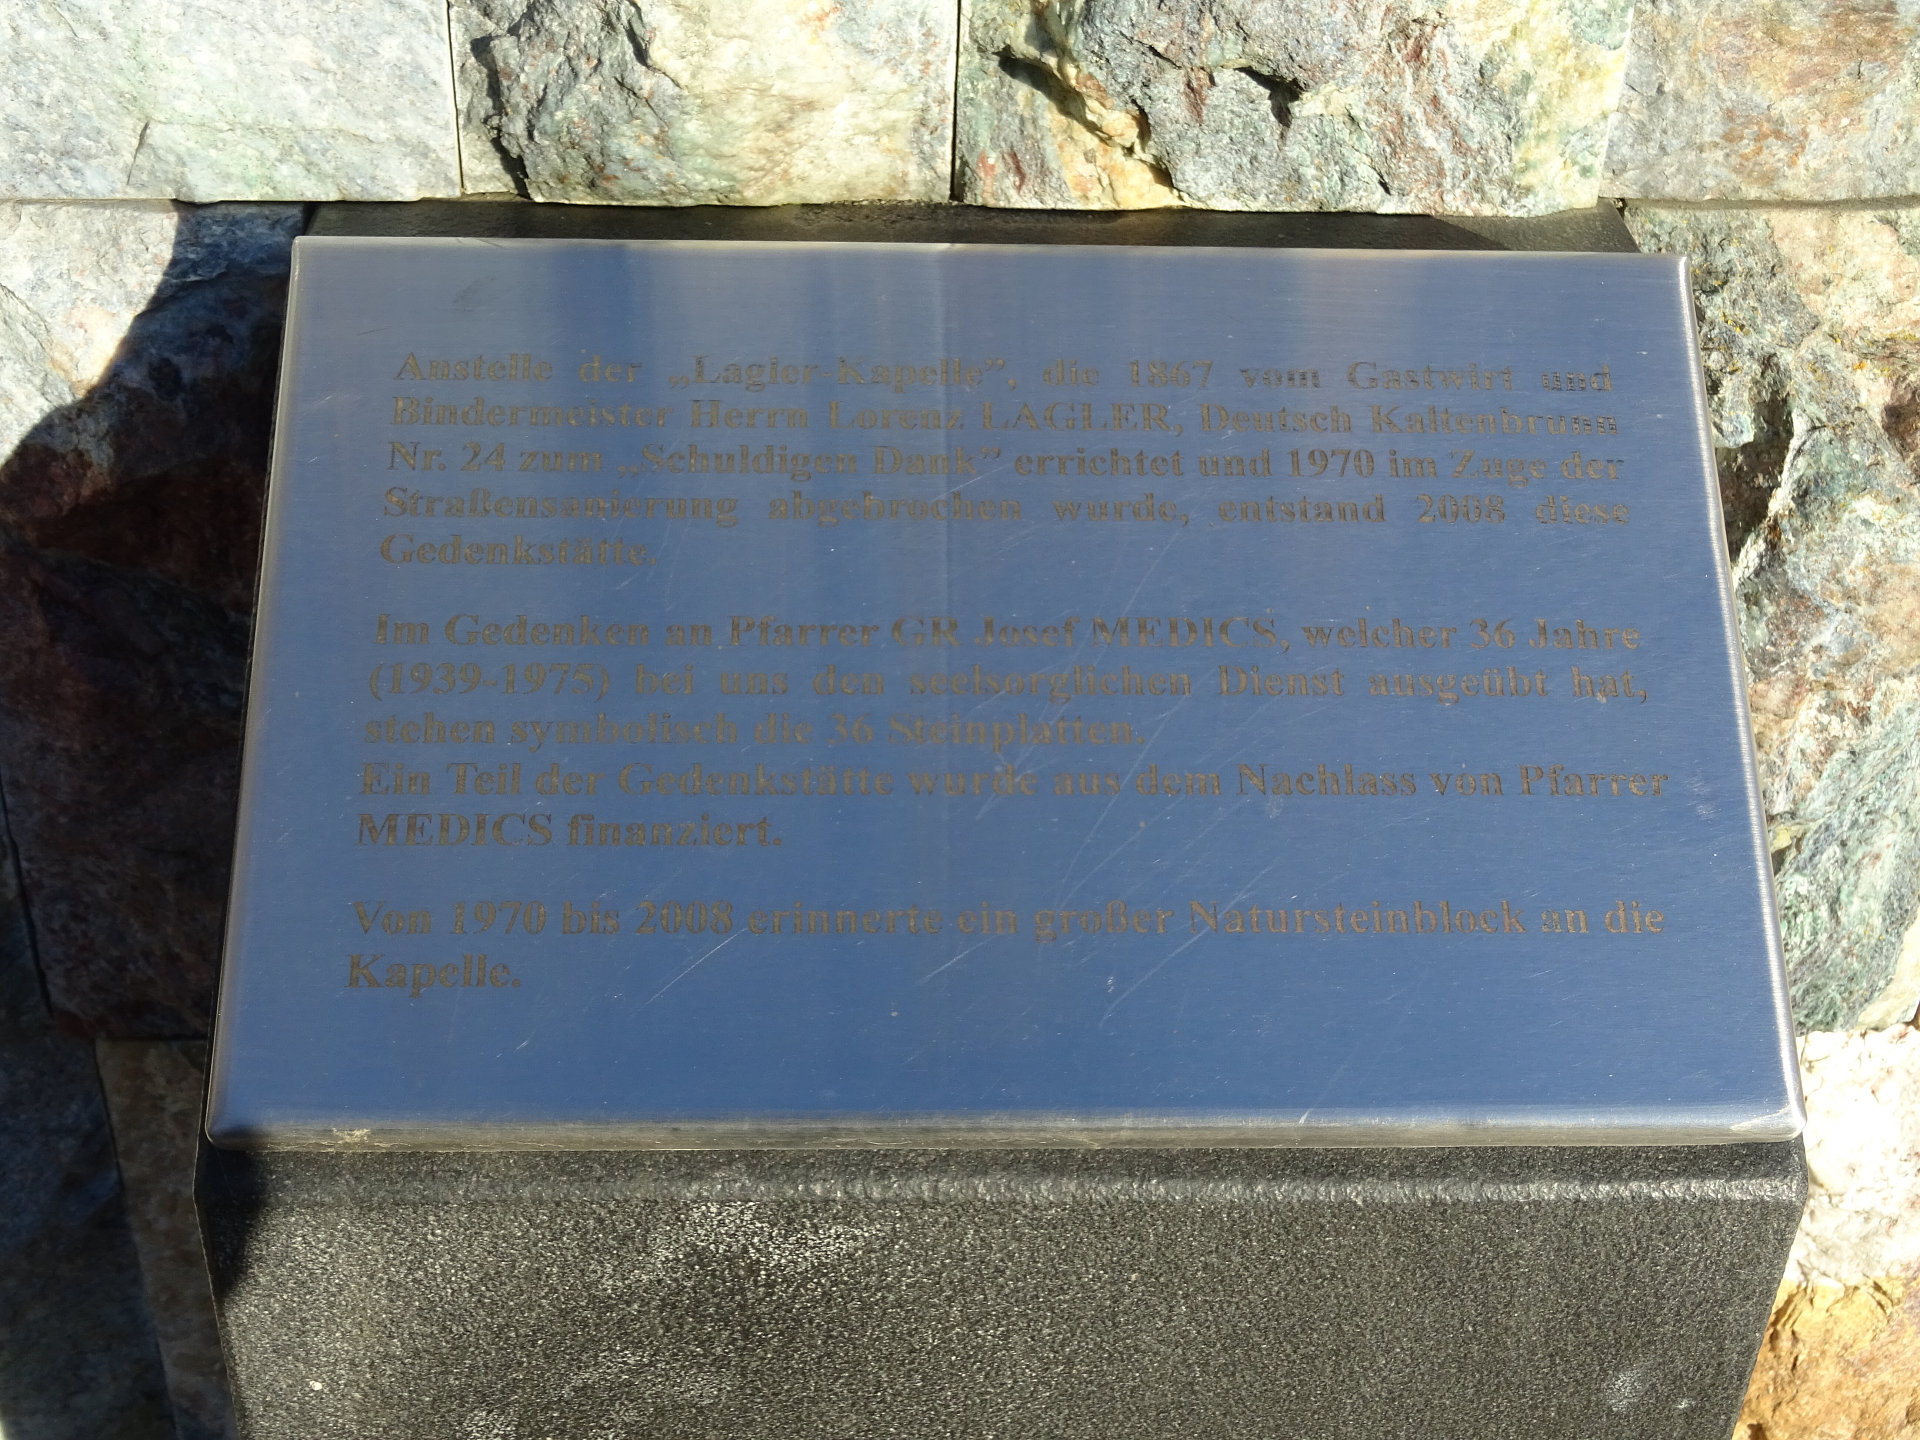 Anstelle der „Lagler-Kapelle”, die 1867 vom Gastwirt und
Bindermeister Herrn Lorenz LAGLER, Deutsch Kaltenbrunn
Nr. 24 zum „Schuldigen Dank” errichtet und 1970 im Zuge der
Straßensanierung abgebrochen wurde, entstand 2008 diese
Gedenkstätte.
Im Gedenken an Pfarrer GR Josef MEDICS, welcher 36 Jahre
(1939-1975) bei uns den seelsorglichen Dienst ausgeübt hat,
stehen symbolisch die 36 Steinplatten.
Ein Teil der Gedenkstätte wurde aus dem Nachlass von Pfarrer
MEDICS finanziert.
Von 1970 bis 2008 erinnerte ein großer Natursteinblock an die
Kapelle.